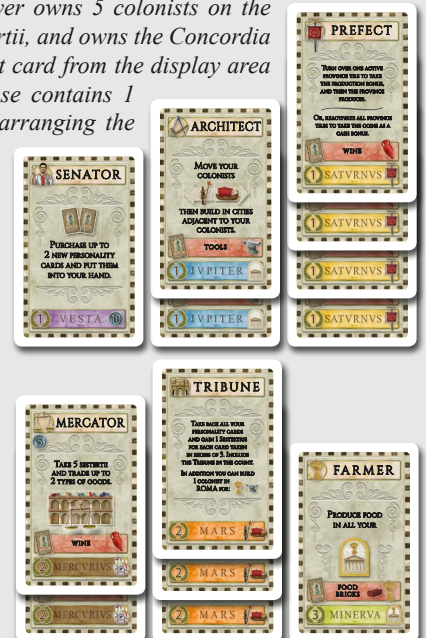 ver owns 5 colonists on the
rtii, and owns the Concordia
t card from the display area
se contains 1
arranging the
PREFECT
TURN OVER ONE ACTIVE
PROVINCE TILE TO TAKE
THE PRODUCTION BONUS,
AND THEN THE PROVINCE
PRODUCES.
OR, REACTIVATE ALL PROVINCE
TILES TO TAKE THE COINS AS A
CASH BONUS.
WINE
1 SATVRNVS
1 SATVRNVS
1 SATVRNVS
1 SATVRNVS
ARCHITECT
MOVE YOUR
COLONISTS
THEN BUILD IN CITIES
ADJACENT TO YOUR
COLONISTS.
TOOLS
1 JVPITER
1 JVPITER
SENATOR
PURCHASE UP TO
2 NEW PERSONALITY
CARDS AND PUT THEM
INTO YOUR HAND.
1 VESTA 10
MERCATOR
5
TAKE 5 SESTERTII
AND TRADE UP TO
2 TYPES OF GOODS.
WINE
2 MERCVRIVS
2 MERCVRIVS
TRIBUNE
TAKE BACK ALL YOUR
PERSONALITY CARDS
AND GAIN 1 SESTERTIUS
FOR EACH CARD TAKEN
IN EXCESS OF 3. INCLUDE
THE TRIBUNE IN THE COUNT.
IN ADDITION YOU CAN BUILD
1 COLONIST IN
ROMA FOR:
2 MARS
2 MARS
2 MARS
FARMER
PRODUCE FOOD
IN ALL YOUR
FOOD
BRICKS
3 MINERVA